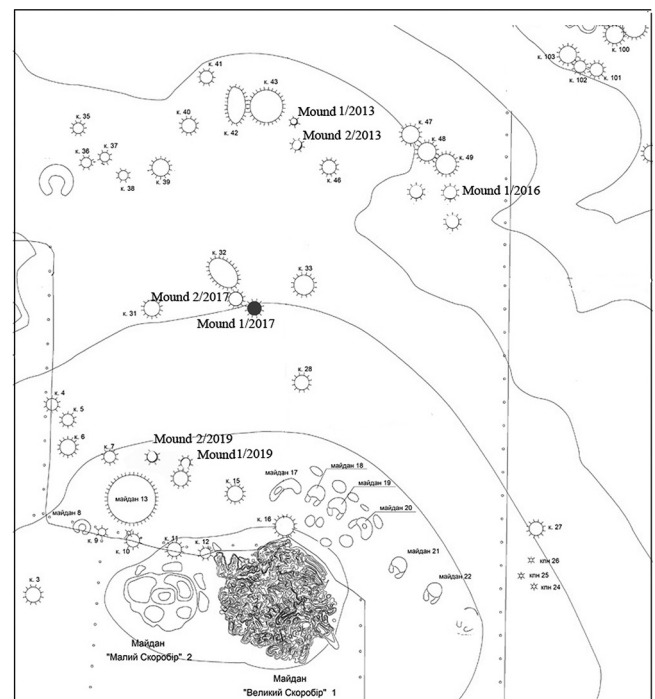 к. 100
к. 103
к. 102
к. 101
к. 41
к. 43
к. 42
Mound 1/2013
к. 35
к. 40
к. 47
Mound 2/2013
к. 48
к. 36
к. 37
к. 49
к. 38
к. 39
к. 46
Mound 1/2016
к. 32
к. 33
Mound 2/2017
к. 31
Mound 1/2017
к. 28
к. 4
к. 5
к. 6
Mound 2/2019
к. 7
Mound 1/2019
майдан 18
майдан 17
майдан 19
к. 15
майдан 13
майдан 20
майдан 8
к. 16
к. 27
к. 9
к. 10
к. 11
к. 12
майдан 21
кпн 26
кпн 25
к. 3
майдан 22
кпн 24
Майдан
"Малий Скоробір" 2
Майдан
"Великий Скоробір" 1